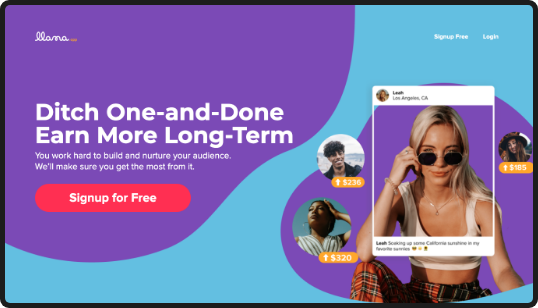 llama.app
Signup Free
Login
Ditch One-and-Done
Earn More Long-Term
You work hard to build and nurture your audience.
We'll make sure you get the most from it.
Signup for Free
Leah
Los Angeles, CA
$236
$185
$320
Leah Soaking up some California sunshine in my
favorite sunnies